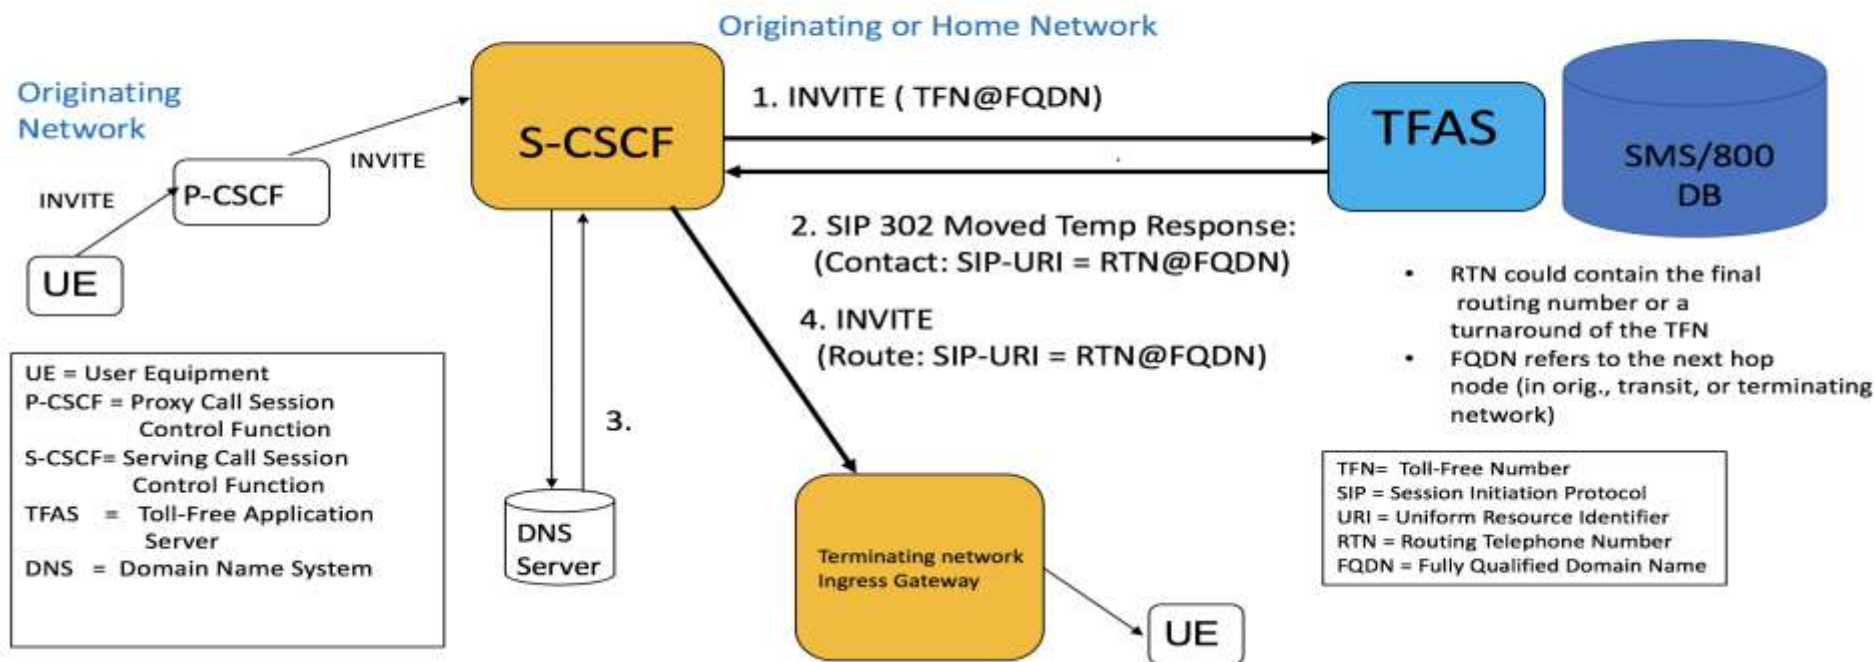 Originating or Home Network
Originating
Network
INVITE
P-CSCF
INVITE
UE
S-CSCF
1. INVITE ( TFN@FQDN)
TFAS
SMS/800
DB
2. SIP 302 Moved Temp Response:
(Contact: SIP-URI = RTN@FQDN)
4. INVITE
(Route: SIP-URI = RTN@FQDN)
3.
DNS
Server
Terminating network
Ingress Gateway
UE
• RTN could contain the final
routing number or a
turnaround of the TFN
• FQDN refers to the next hop
node (in orig., transit, or terminating
network)
UE = User Equipment
P-CSCF = Proxy Call Session
Control Function
S-CSCF= Serving Call Session
Control Function
TFAS = Toll-Free Application
Server
DNS = Domain Name System
TFN= Toll-Free Number
SIP = Session Initiation Protocol
URI = Uniform Resource Identifier
RTN = Routing Telephone Number
FQDN = Fully Qualified Domain Name